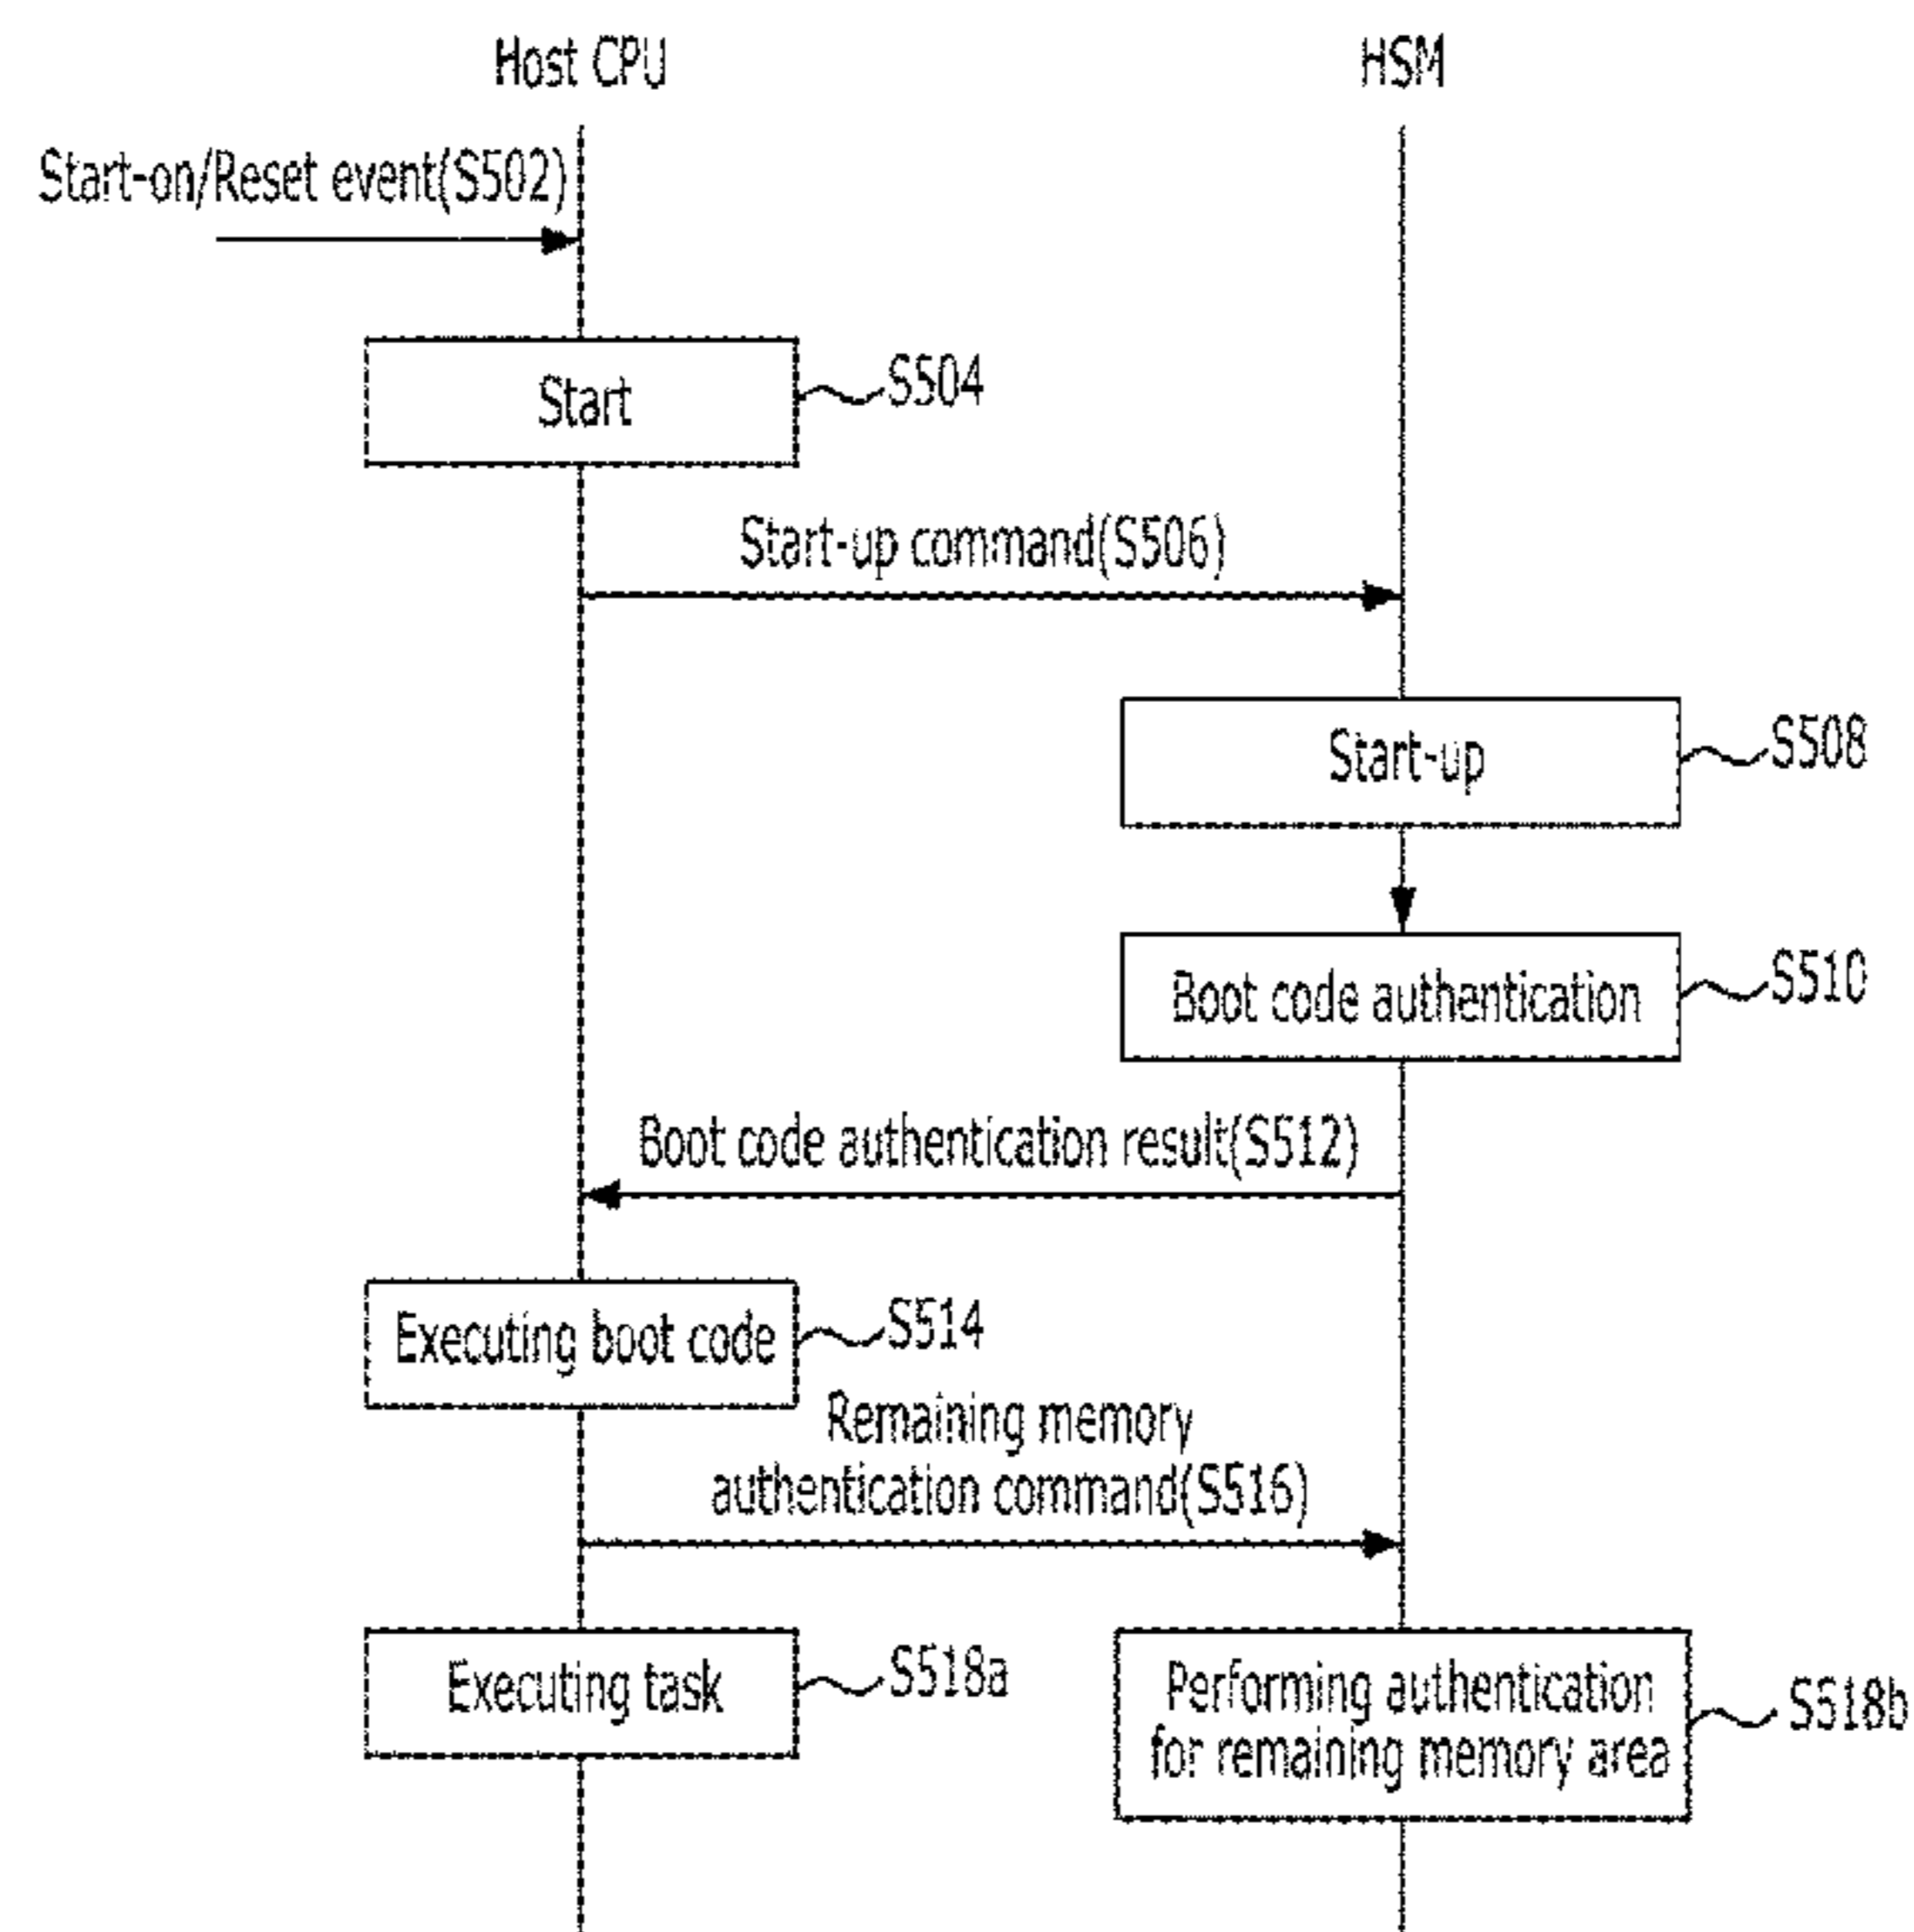 Host CPU
HSM
Start-on/Reset event(S502)
Start
S504
Start-up command(S506)
Start-up
S508
Boot code authentication
S510
Boot code authentication result(S512)
Executing boot code
S514
Remaining memory
authentication command(S516)
Executing task
S518a
Performing authentication
for remaining memory area
S518b